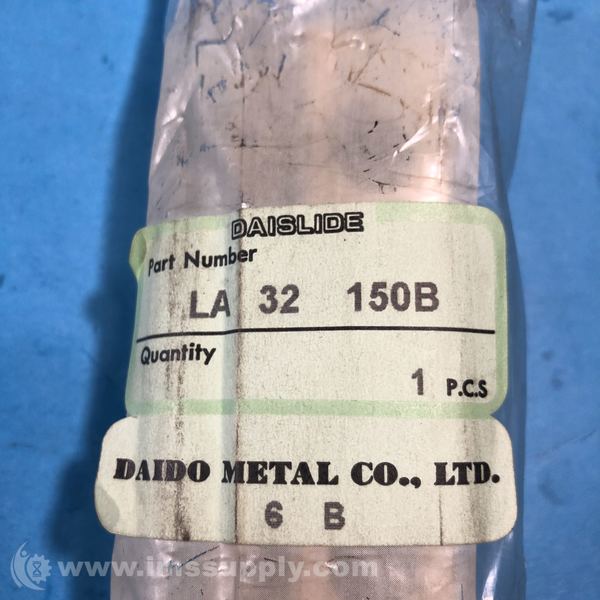 DAISLIDE
Part Number
LA 32 150B
Quantity
1 P.C.S
DAIDO METAL CO., LTD.
6 B
www.imssupply.com